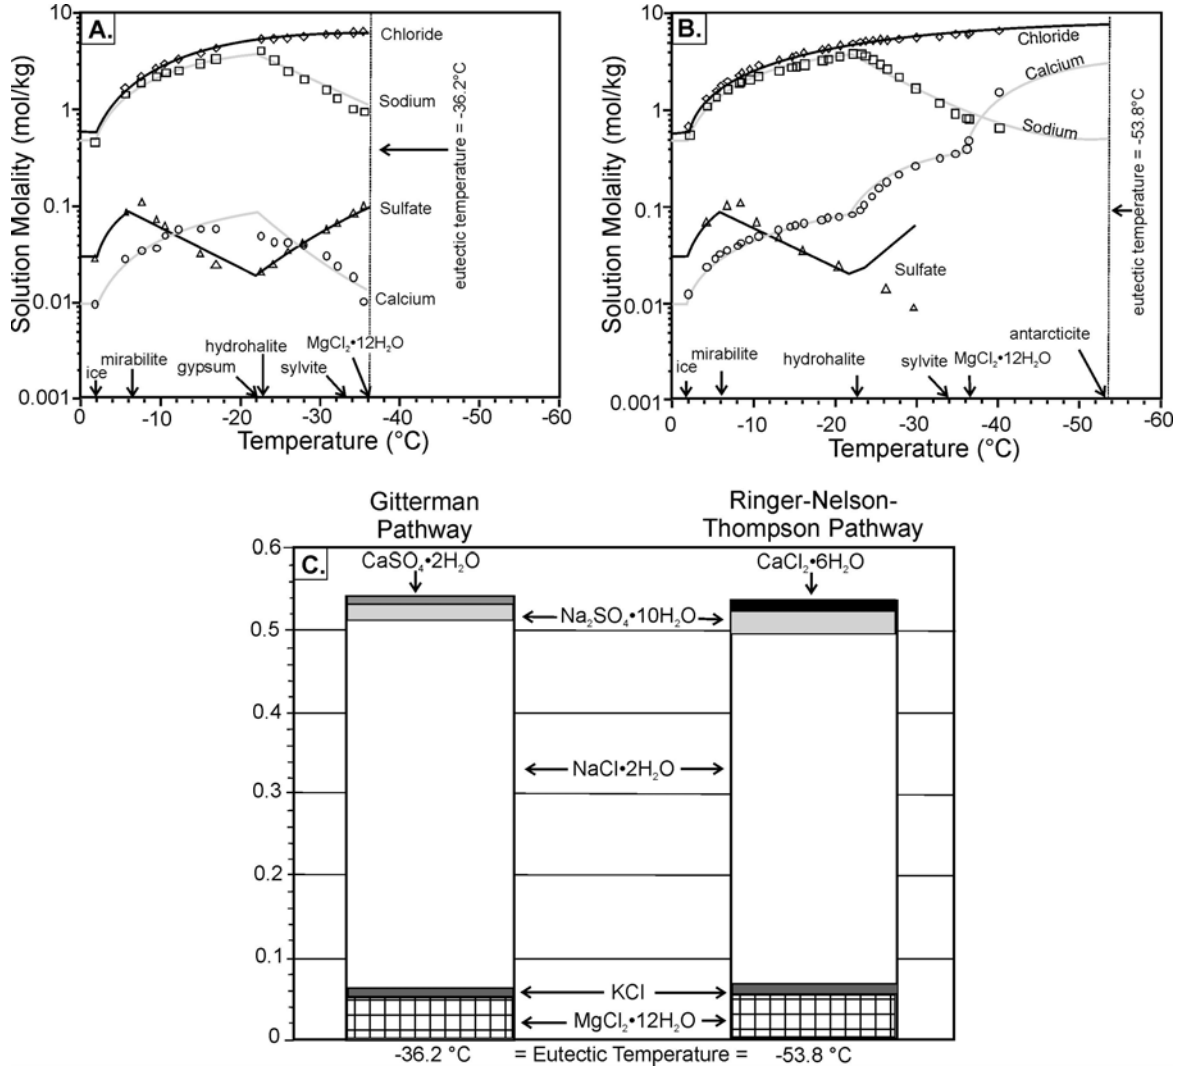 A.
10
1
0.1
0.01
0.001
Solution Molality (mol/kg)
Chloride
Sodium
Sulfate
Calcium
eutectic temperature = -36.2°C
ice
mirabilite
gypsum
hydrohalite
sylvite
MgCl₂•12H₂O
0 -10 -20 -30 -40 -50 -60
Temperature (°C)
B.
10
1
0.1
0.01
0.001
Solution Molality (mol/kg)
Chloride
Calcium
Sodium
Sulfate
eutectic temperature = -53.8°C
ice
mirabilite
hydrohalite
sylvite
MgCl₂•12H₂O
antarcticite
0 -10 -20 -30 -40 -50 -60
Temperature (°C)
Gitterman
Pathway
Ringer-Nelson-
Thompson Pathway
C.
0.6
0.5
0.4
0.3
0.2
0.1
0
CaSO₄•2H₂O
CaCl₂•6H₂O
Na₂SO₄•10H₂O
NaCl•2H₂O
KCl
MgCl₂•12H₂O
-36.2 °C = Eutectic Temperature = -53.8 °C